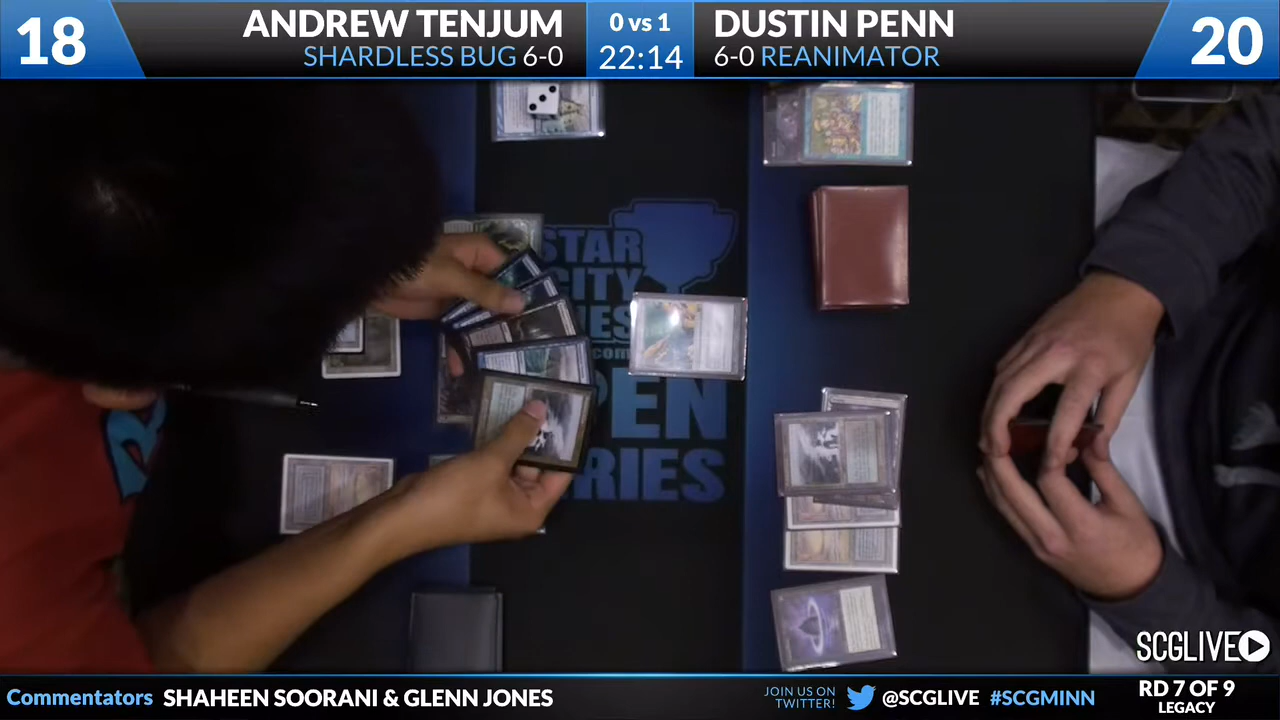 18
ANDREW TENJUM
SHARDLESS BUG 6-0
0 vs 1
22:14
DUSTIN PENN
6-0 REANIMATOR
20
STAR
CITY
.com
OPEN
SERIES
SCGLIVE
Commentators SHAHEEN SOORANI & GLENN JONES
JOIN US ON
TWITTER!
@SCGLIVE #SCGMINN
RD 7 OF 9
LEGACY